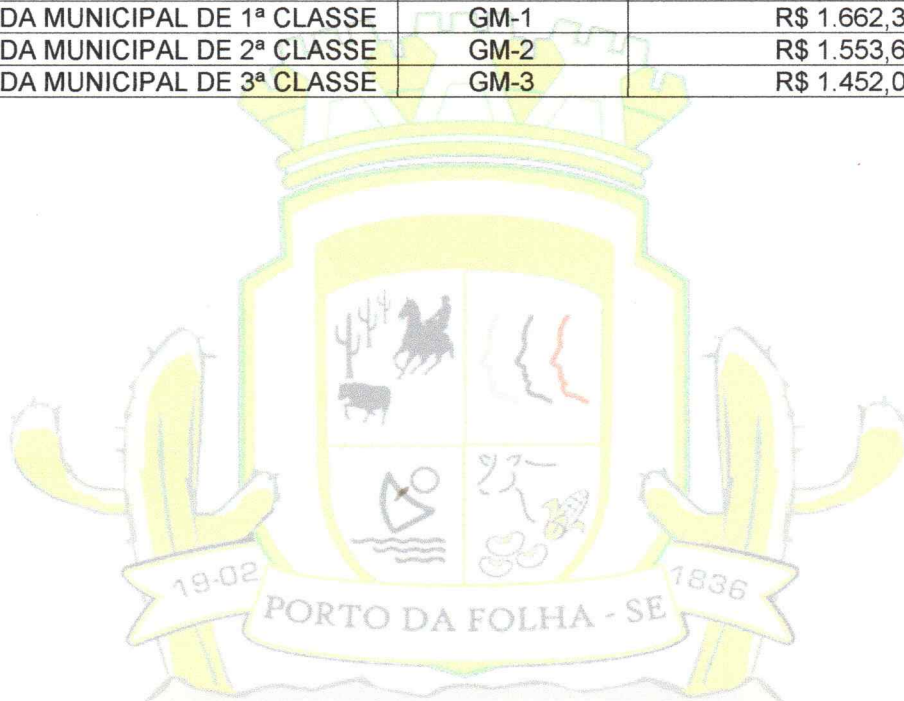 DA MUNICIPAL DE 1ª CLASSE GM-1 R$ 1.662,3
DA MUNICIPAL DE 2ª CLASSE GM-2 R$ 1.553,6
DA MUNICIPAL DE 3ª CLASSE GM-3 R$ 1.452,0
19-02 1836
PORTO DA FOLHA - SE